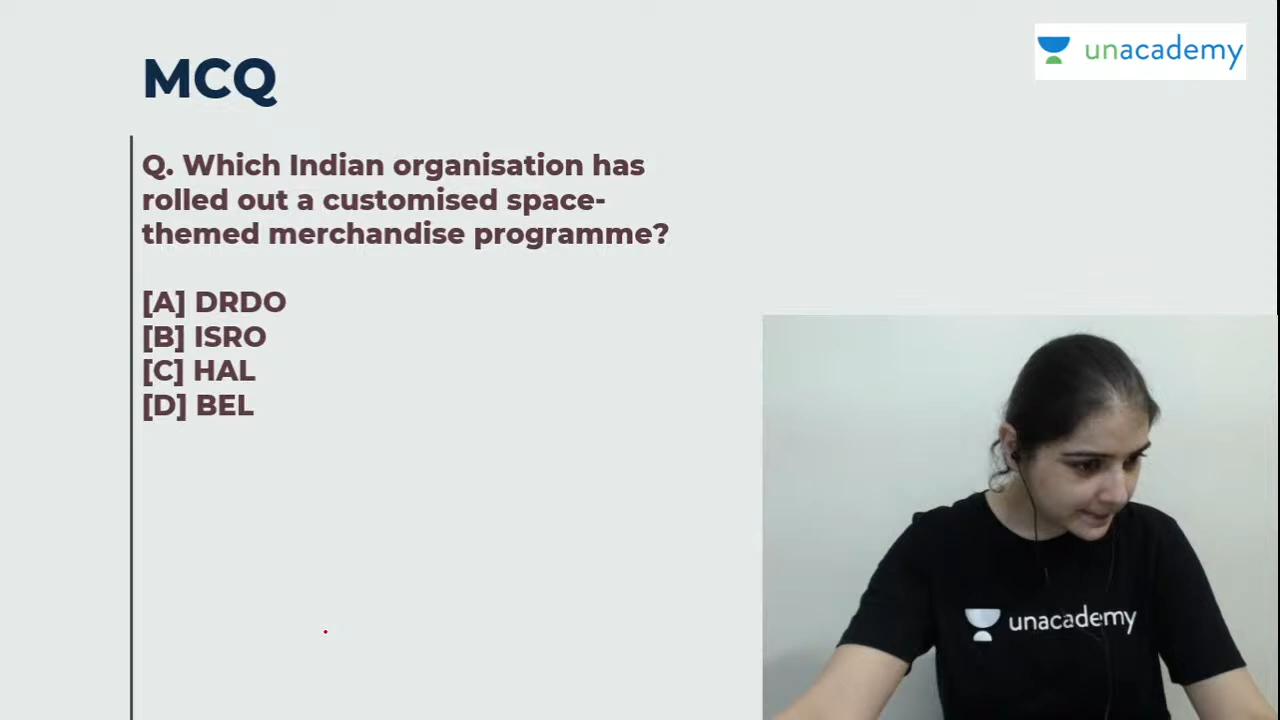 unacademy
MCQ
Q. Which Indian organisation has
rolled out a customised space-
themed merchandise programme?
[A] DRDO
[B] ISRO
[C] HAL
[D] BEL
unacademy